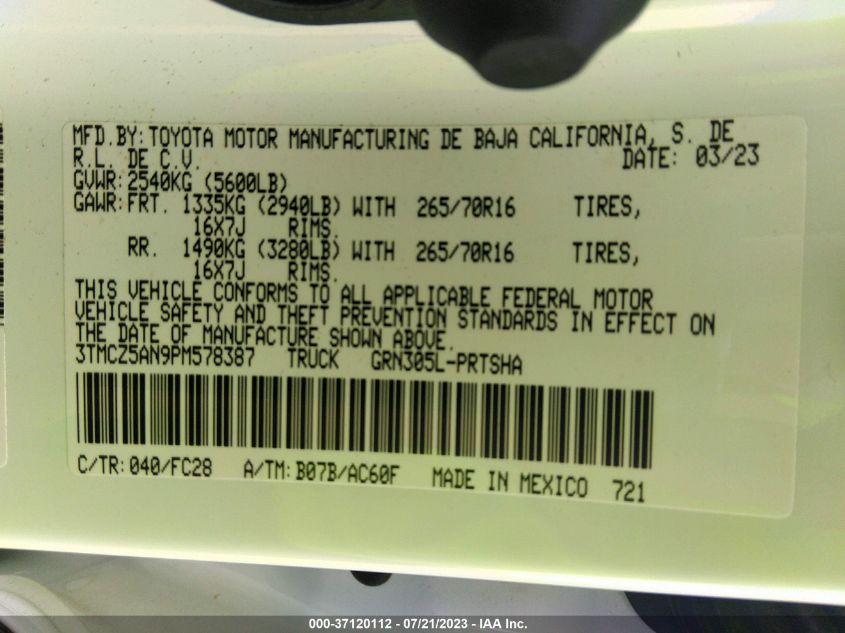 MFD.BY: TOYOTA MOTOR MANUFACTURING DE BAJA CALIFORNIA, S. DE
R.L. DE C.V. DATE: 03/23
GVWR: 2540KG (5600LB)
GAWR: FRT. 1335KG (2940LB) WITH 265/70R16 TIRES,
16X7J RIMS.
RR. 1490KG (3280LB) WITH 265/70R16 TIRES,
16X7J RIMS.
THIS VEHICLE CONFORMS TO ALL APPLICABLE FEDERAL MOTOR
VEHICLE SAFETY AND THEFT PREVENTION STANDARDS IN EFFECT ON
THE DATE OF MANUFACTURE SHOWN ABOVE.
3TMCZ5AN9PM578387 TRUCK GRN305L-PRTSHA
C/TR: 040/FC28 A/TM: B07B/AC60F MADE IN MEXICO 721
000-37120112 - 07/21/2023 - IAA Inc.